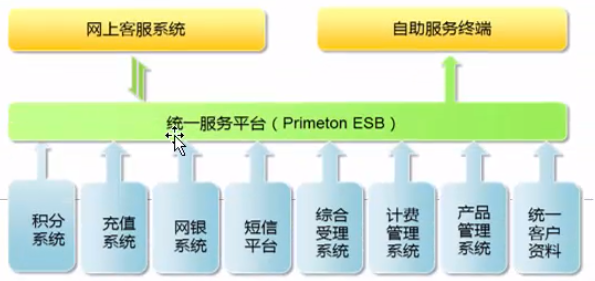 网上客服系统
自助服务终端
统一服务平台（Primeton ESB）
积分
系统
充值
系统
网银
系统
短信
平台
综合
受理
系统
计费
管理
系统
产品
管理
系统
统一
客户
资料